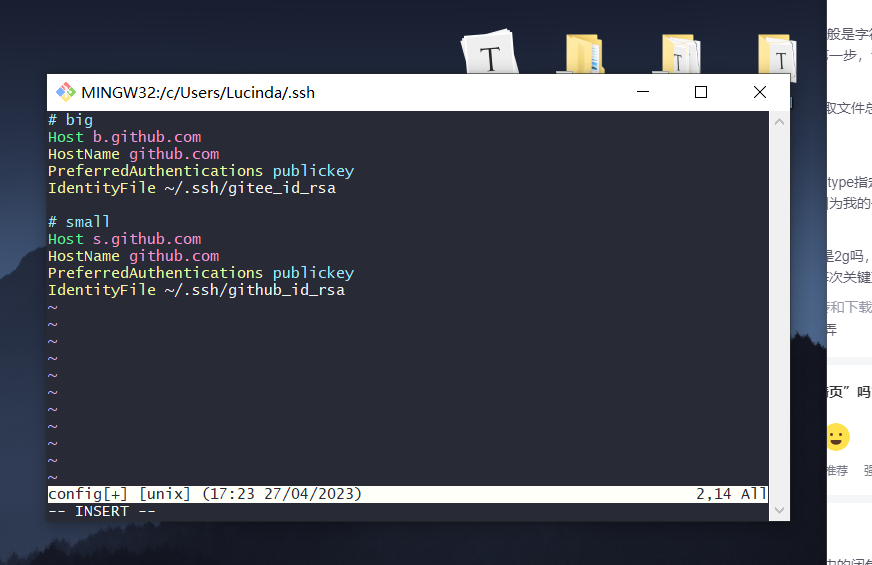 MINGW32:/c/Users/Lucinda/.ssh
# big
Host b.github.com
HostName github.com
PreferredAuthentications publickey
IdentityFile ~/.ssh/gitee_id_rsa
# small
Host s.github.com
HostName github.com
PreferredAuthentications publickey
IdentityFile ~/.ssh/github_id_rsa
~
~
~
~
~
~
~
~
~
~
~
config[+] [unix] (17:23 27/04/2023) 2,14 All
-- INSERT --
T
T
T
般是字
一步，
取文件总
type指定
因为我的
是2g吗，
次关键
和下载
弄
页”吗
推荐